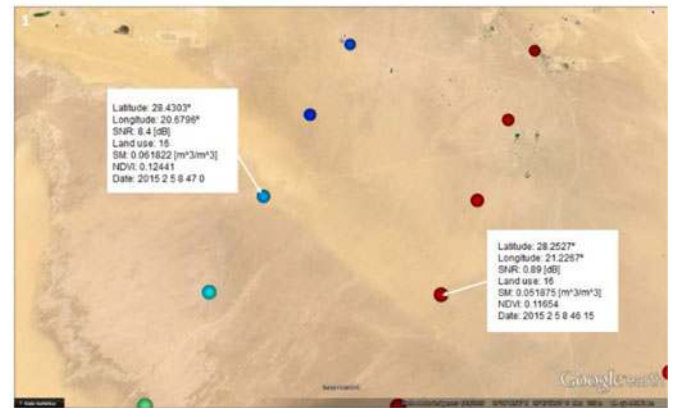 1
Latitude: 28.4303°
Longitude: 20.6796°
SNR: 8.4 [dB]
Land use: 16
SM: 0.061822 [m^3/m^3]
NDVI: 0.12441
Date: 2015 2 5 8 47 0
Latitude: 28.2527°
Longitude: 21.2267°
SNR: 0.89 [dB]
Land use: 16
SM: 0.051875 [m^3/m^3]
NDVI: 0.11654
Date: 2015 2 5 8 46 15
Google earth